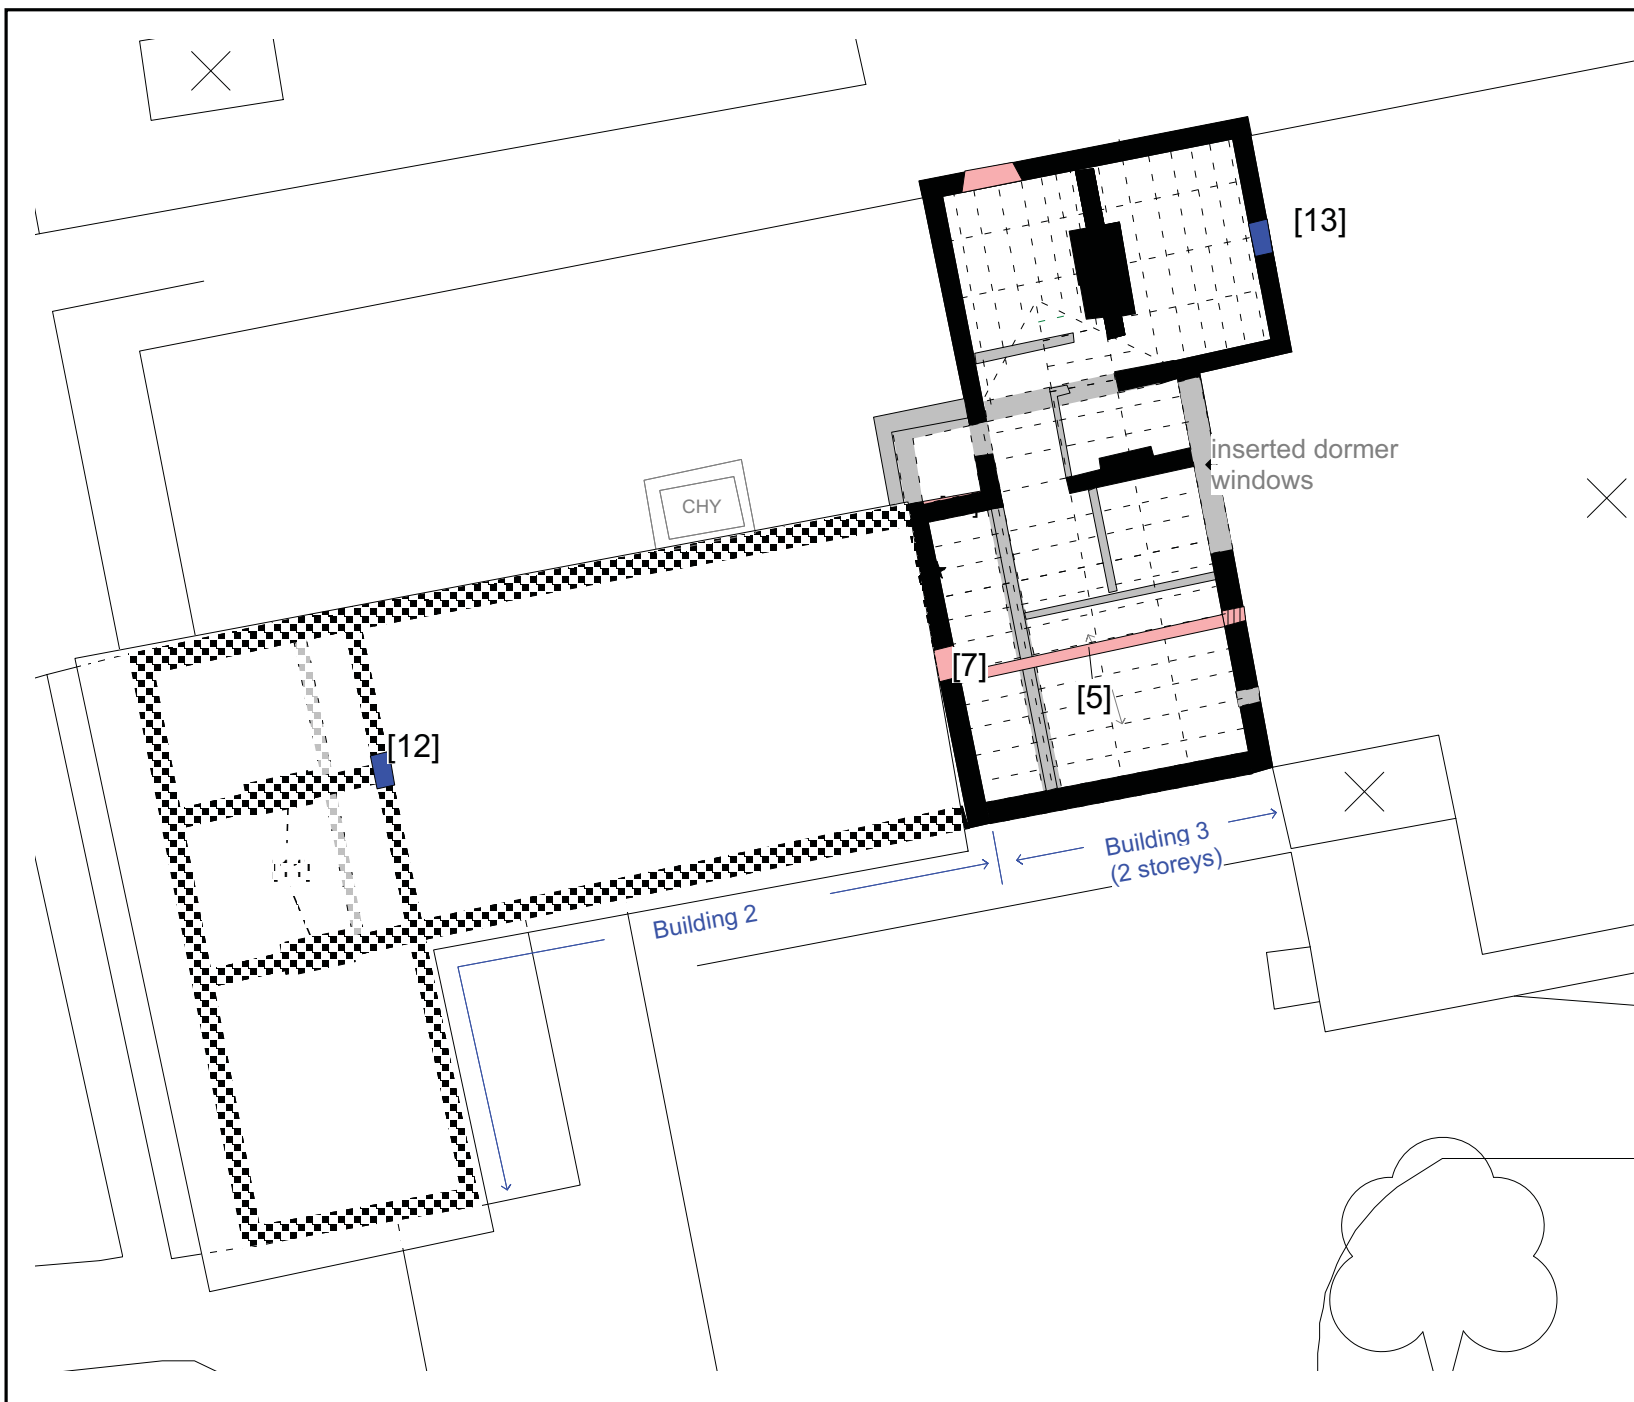 [13]
inserted dormer
windows
CHY
[7]
[5]
[12]
Building 3
(2 storeys)
Building 2